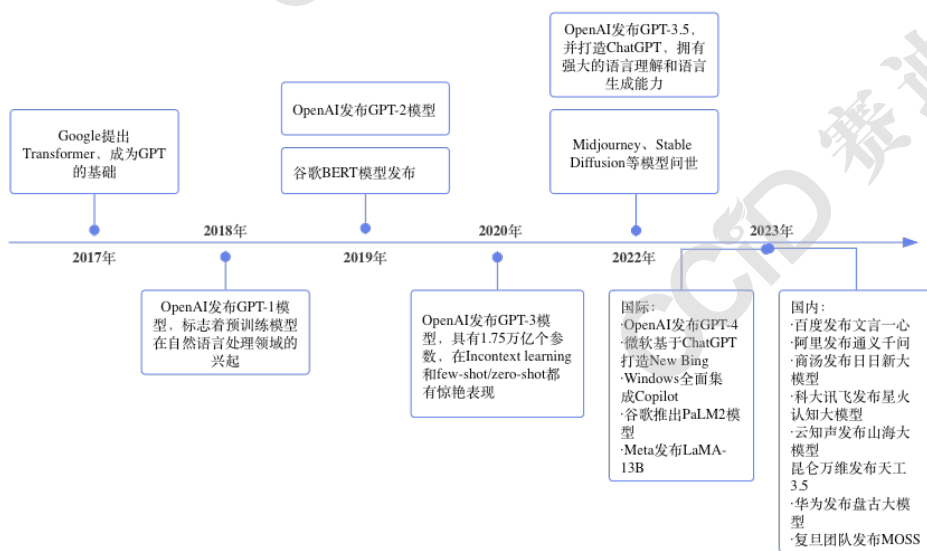 OpenAI发布GPT-3.5,
并打造ChatGPT，拥有
强大的语言理解和语言
生成能力
OpenAI发布GPT-2模型
Google提出
Transformer，成为GPT
的基础
Midjourney、Stable
Diffusion等模型问世
谷歌BERT模型发布
2018年
2020年
2023年
2017年
2019年
2022年
OpenAI发布GPT-1模
型，标志着预训练模型
在自然语言处理领域的
兴起
OpenAI发布GPT-3模
型，具有1.75万亿个参
数，在Incontext learning
和few-shot/zero-shot都
有惊艳表现
国际:
·OpenAI发布GPT-4
·微软基于ChatGPT
打造New Bing
·Windows全面集
成Copilot
·谷歌推出PaLM2模
型
·Meta发布LaMA-
13B
国内:
·百度发布文言一心
·阿里发布通义千问
·商汤发布日日新大
模型
·科大讯飞发布星火
认知大模型
·云知声发布山海大
模型
昆仑万维发布天工
3.5
·华为发布盘古大模
型
·复旦团队发布MOSS
CCiD 赛迪